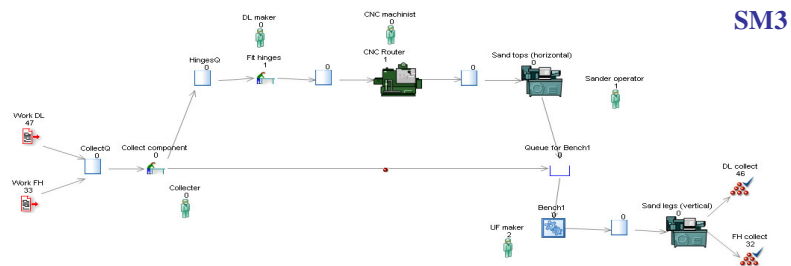 SM3
DL maker
0
CNC machinist
0
HingesQ
0
Fit hinges
1
0
CNC Router
1
0
Sand tops (horizontal)
0
Sander operator
1
Work DL
47
CollectQ
0
Collect component
0
Queue for Bench1
0
DL collect
46
Work FH
33
Collecter
0
UF maker
2
Bench1
0
0
Sand legs (vertical)
0
FH collect
32